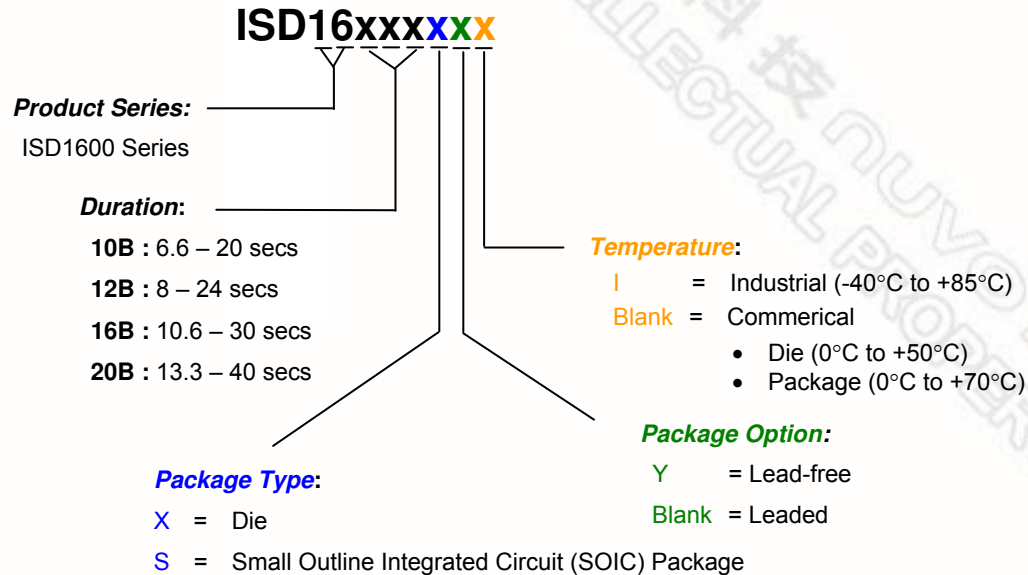 ISD16xxxxxx
Product Series:
ISD1600 Series
Duration:
10B : 6.6 – 20 secs
12B : 8 – 24 secs
16B : 10.6 – 30 secs
20B : 13.3 – 40 secs
Temperature:
I = Industrial (-40°C to +85°C)
Blank = Commerical
• Die (0°C to +50°C)
• Package (0°C to +70°C)
Package Option:
Y = Lead-free
Blank = Leaded
Package Type:
X = Die
S = Small Outline Integrated Circuit (SOIC) Package